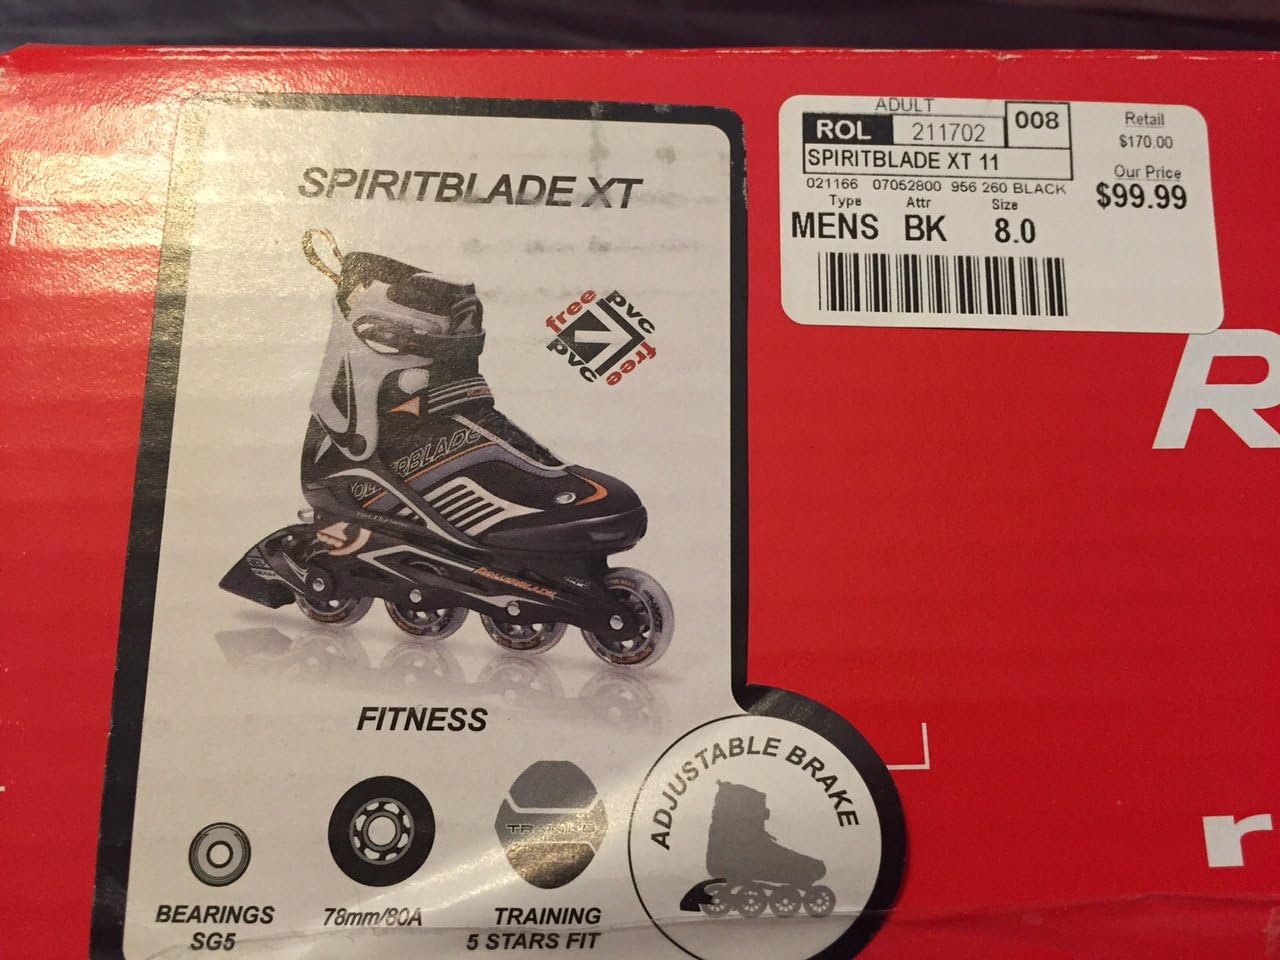 SPIRITBLADE XT
free
pvc
pvc
free
ROLLERBLADE
FITNESS
BEARINGS
SG5
78mm/80A
TRAINING
5 STARS FIT
ADJUSTABLE BRAKE
ADULT
ROL 211702 008
SPIRITBLADE XT 11
021166 07052800 956 260 BLACK
Type Attr Size
MENS BK 8.0
Retail
$170.00
Our Price
$99.99
R
r